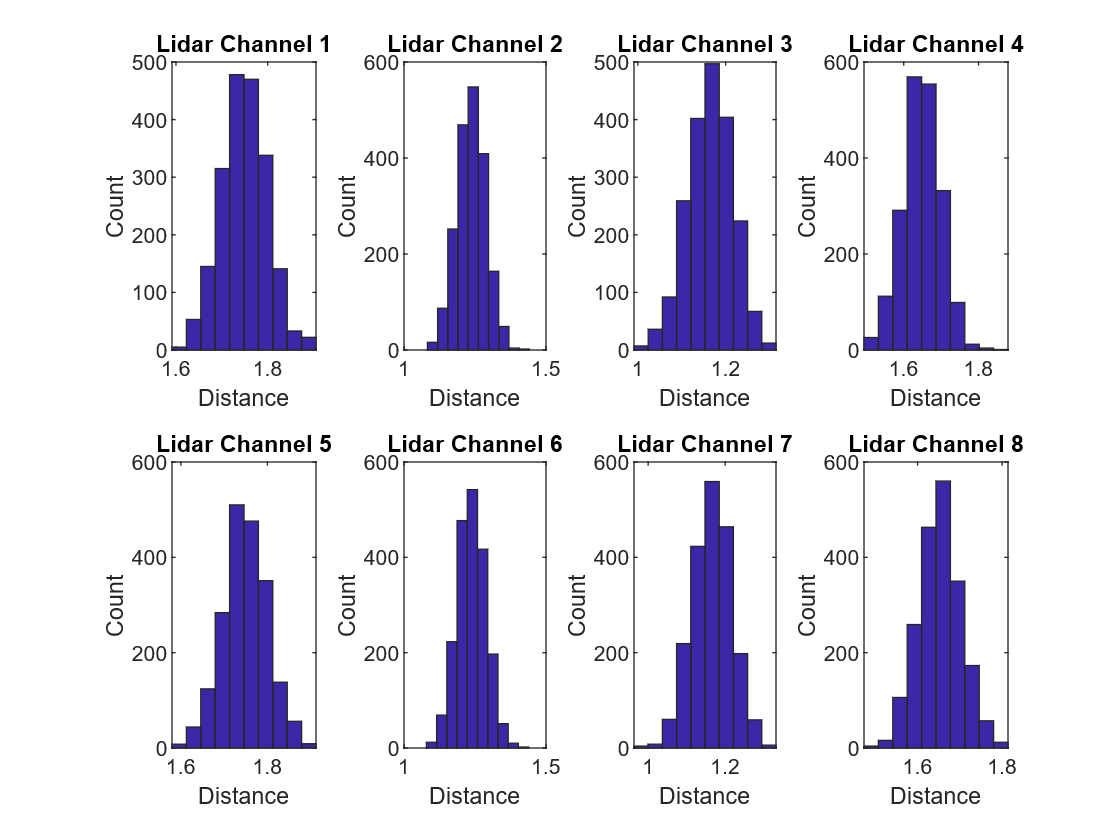 Lidar Channel 1 Lidar Channel 2 Lidar Channel 3 Lidar Channel 4
500 600 500 600
400 400 400 400
300 300
200 200 200 200
100 100
0 0 0 0
Count Count Count Count
1.6 1.8 1 1.5 1 1.2 1.6 1.8
Distance Distance Distance Distance
Lidar Channel 5 Lidar Channel 6 Lidar Channel 7 Lidar Channel 8
600 600 600 600
400 400 400 400
200 200 200 200
0 0 0 0
Count Count Count Count
1.6 1.8 1 1.5 1 1.2 1.6 1.8
Distance Distance Distance Distance